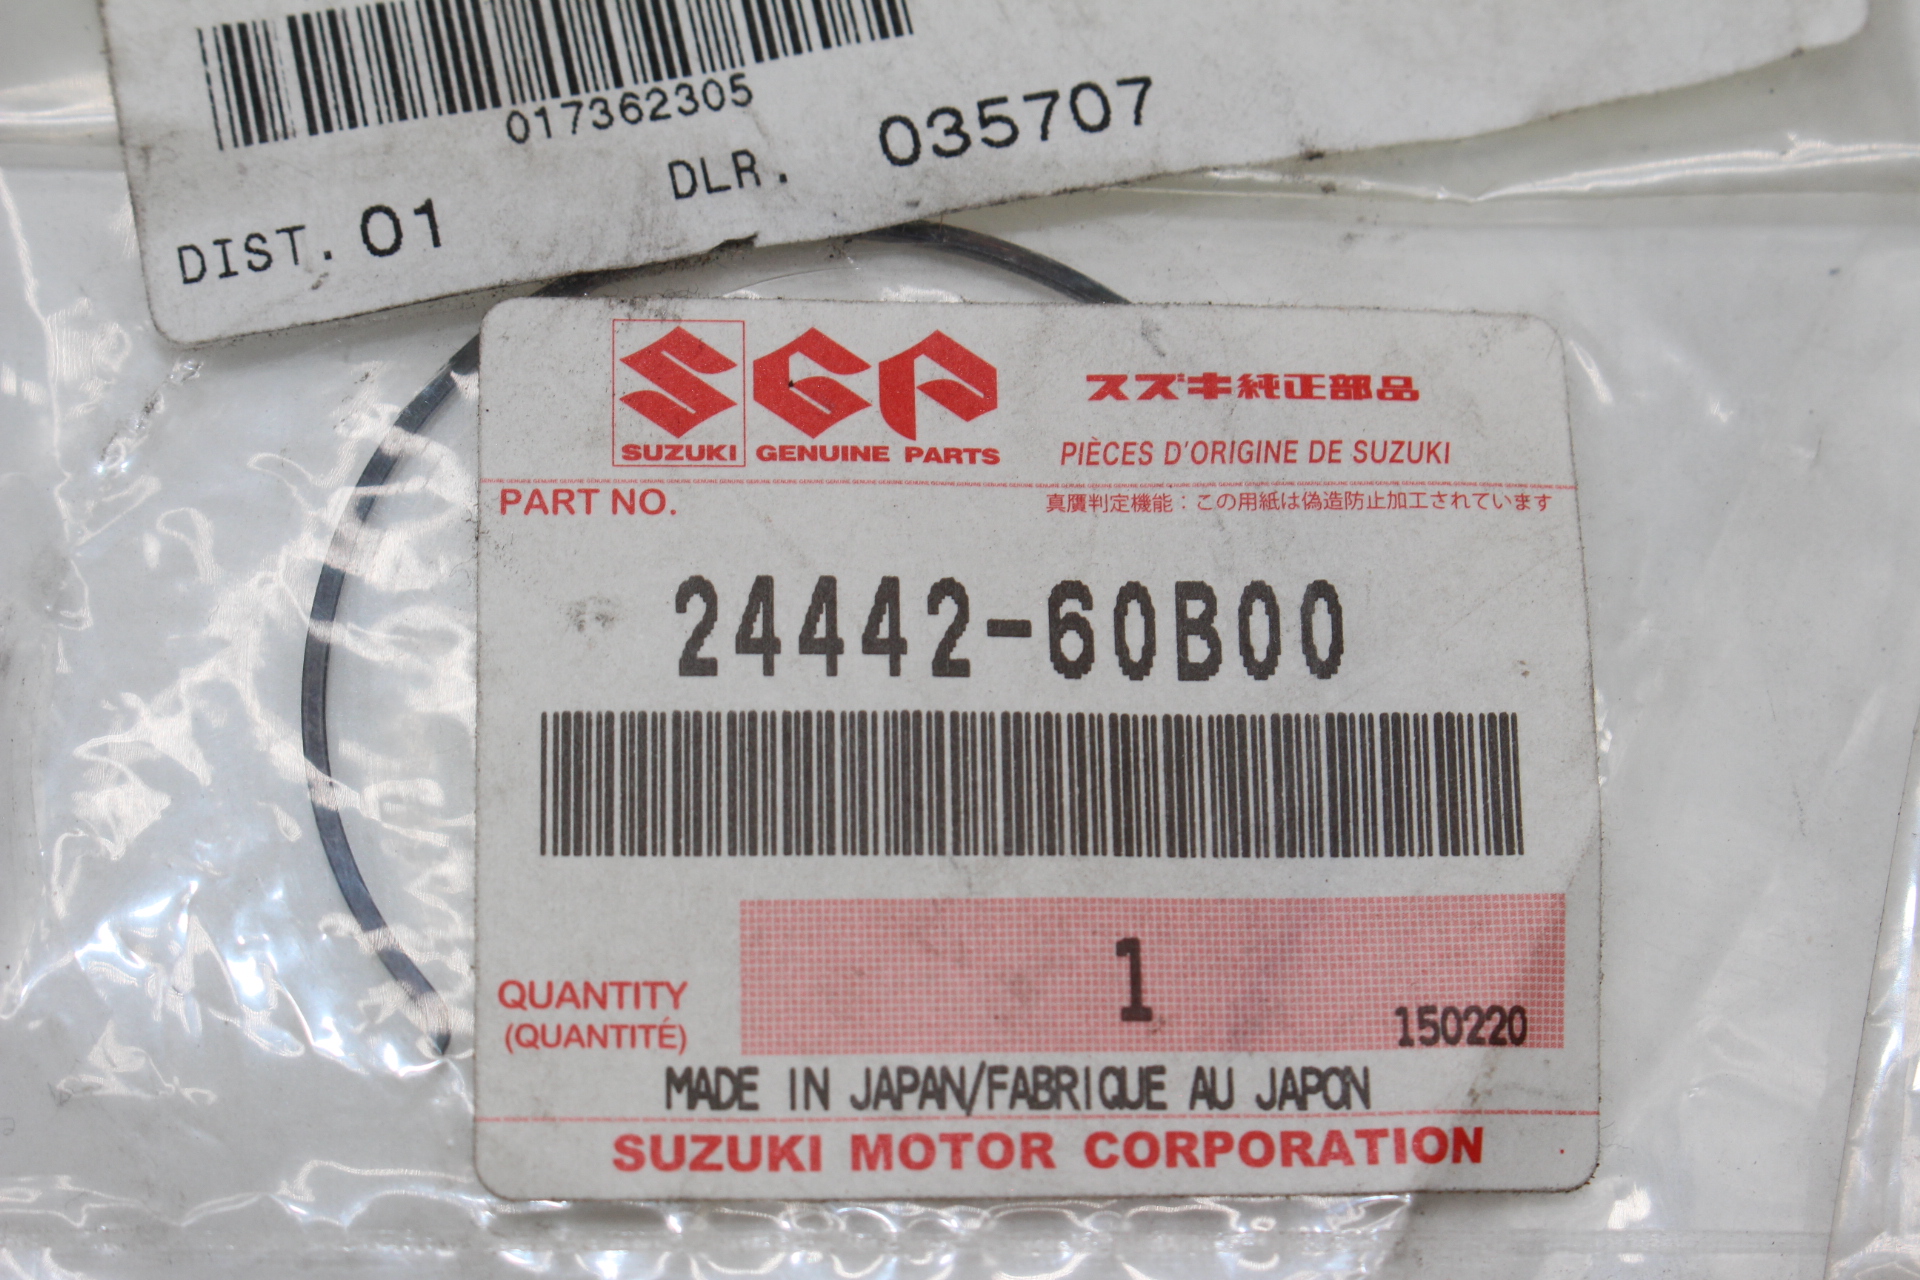 017362305
DLR. 035707
DIST. 01
SUZUKI GENUINE PARTS
スズキ純正部品
PIÈCES D'ORIGINE DE SUZUKI
PART NO.
真贋判定機能：この用紙は偽造防止加工されています
24442-60B00
QUANTITY
(QUANTITÉ)
1
150220
MADE IN JAPAN/FABRIQUE AU JAPON
SUZUKI MOTOR CORPORATION